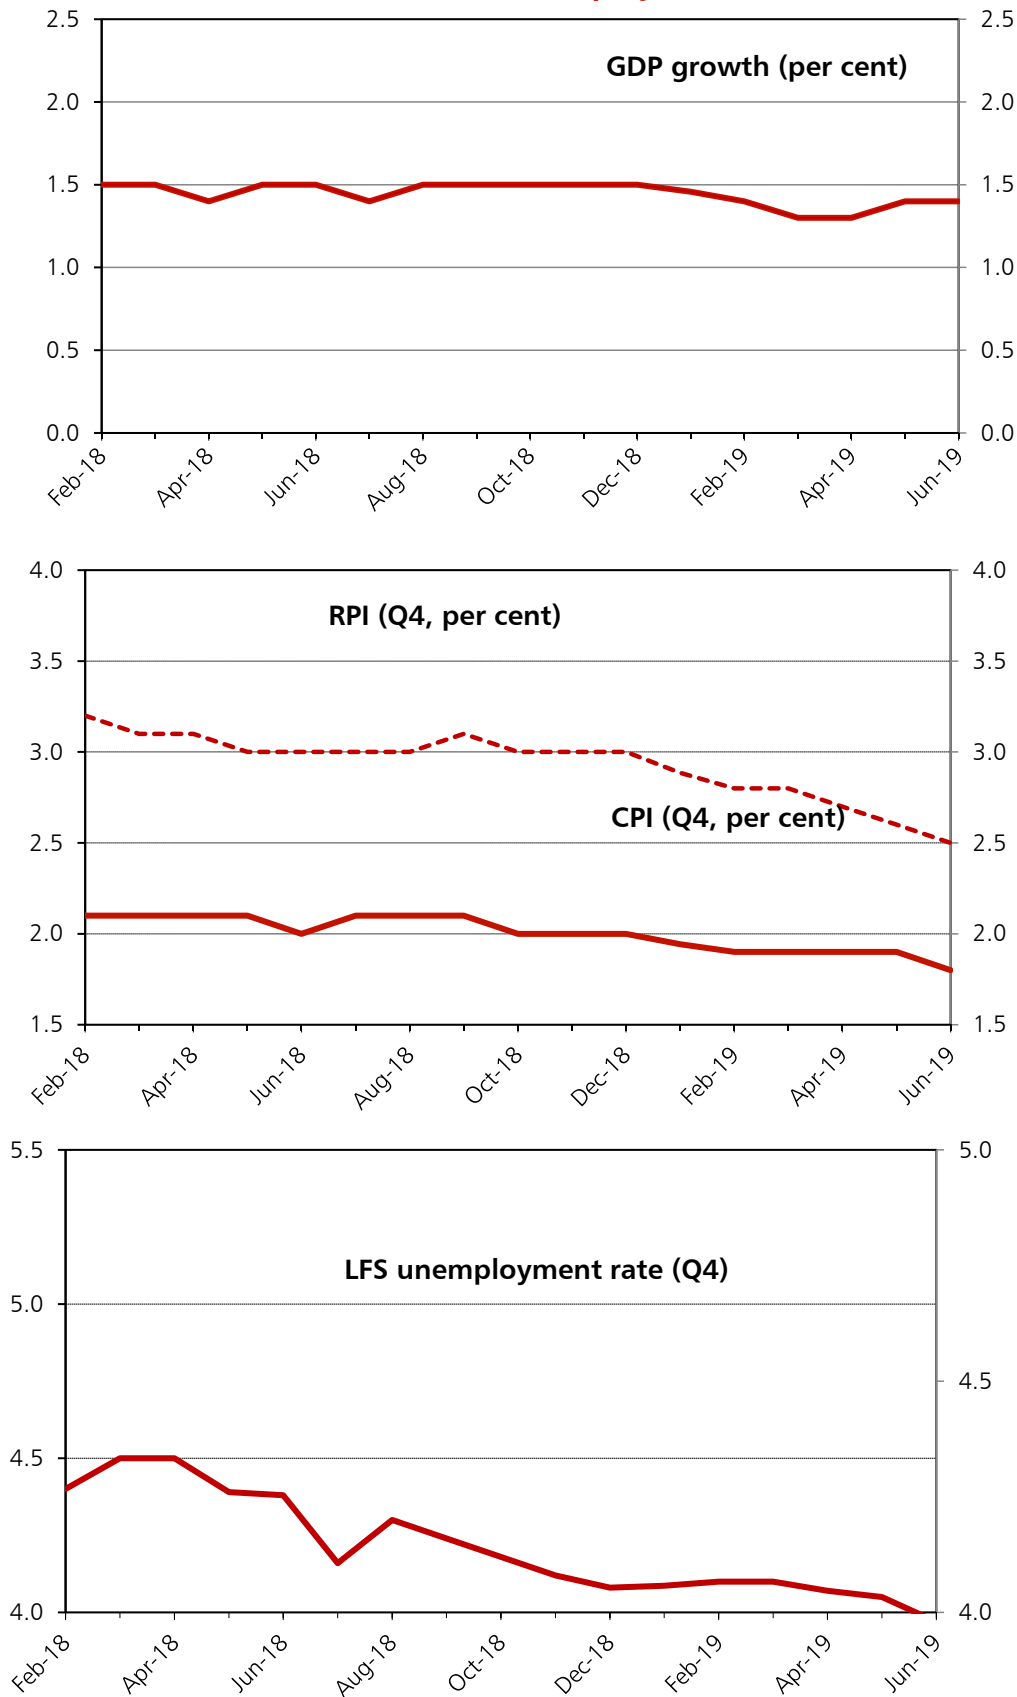 2.5 2.5
GDP growth (per cent)
2.0 2.0
1.5 1.5
1.0 1.0
0.5 0.5
0.0 0.0
Feb-18 Apr-18 Jun-18 Aug-18 Oct-18 Dec-18 Feb-19 Apr-19 Jun-19
4.0 4.0
RPI (Q4, per cent)
3.5 3.5
3.0 3.0
CPI (Q4, per cent)
2.5 2.5
2.0 2.0
1.5 1.5
Feb-18 Apr-18 Jun-18 Aug-18 Oct-18 Dec-18 Feb-19 Apr-19 Jun-19
5.5 5.0
LFS unemployment rate (Q4)
5.0
4.5
4.5
4.0 4.0
Feb-18 Apr-18 Jun-18 Aug-18 Oct-18 Dec-18 Feb-19 Apr-19 Jun-19